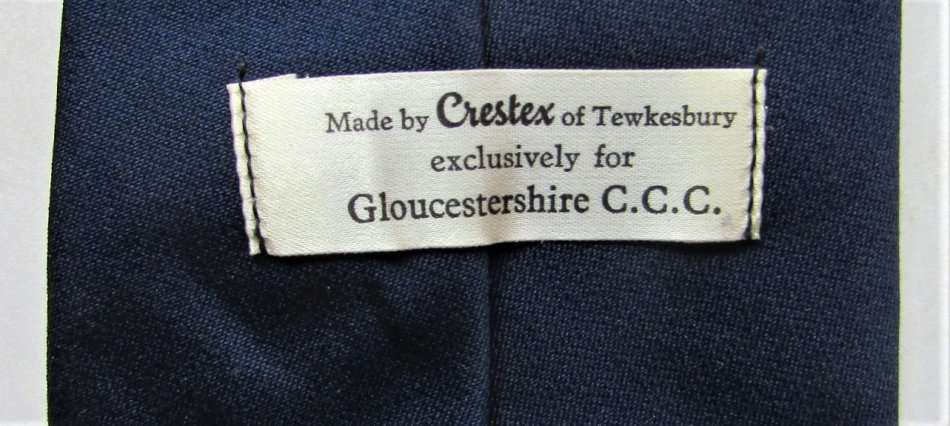 Made by Crestex of Tewkesbury
exclusively for
Gloucestershire C.C.C.